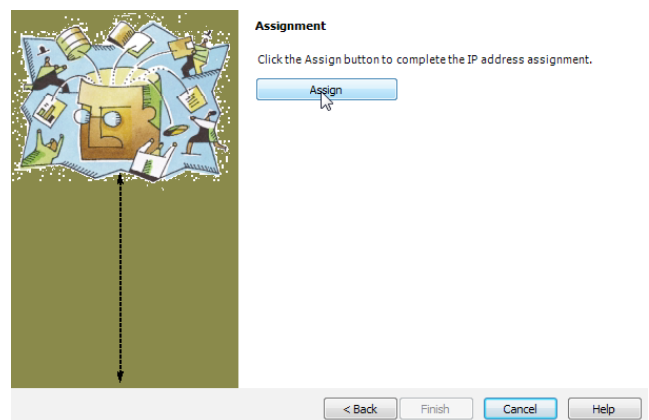 Assignment
Click the Assign button to complete the IP address assignment.
Assign
< Back Finish Cancel Help